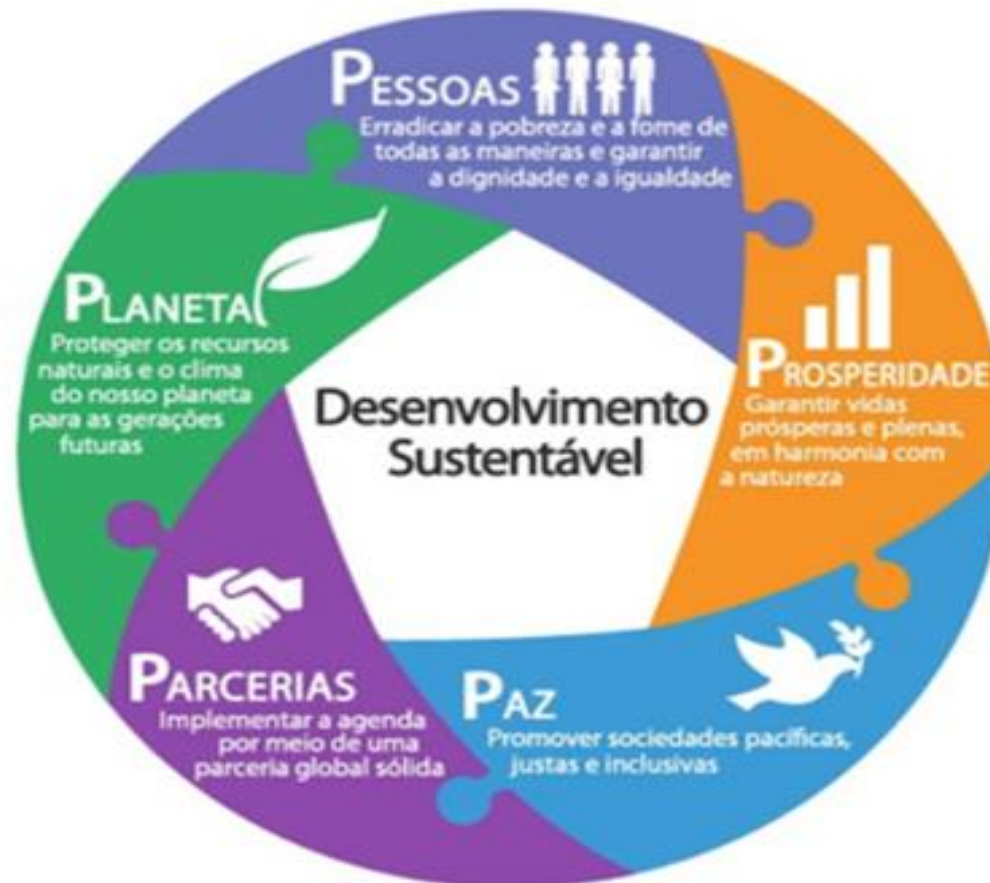 PESSOAS
Erradicar a pobreza e a fome de
todas as maneiras e garantir
a dignidade e a igualdade
PROSPERIDADE
Garantir vidas
prósperas e plenas,
em harmonia com
a natureza
PAZ
Promover sociedades pacíficas,
justas e inclusivas
PARCERIAS
Implementar a agenda
por meio de uma
parceria global sólida
PLANETA
Proteger os recursos
naturais e o clima
do nosso planeta
para as gerações
futuras
Desenvolvimento
Sustentável